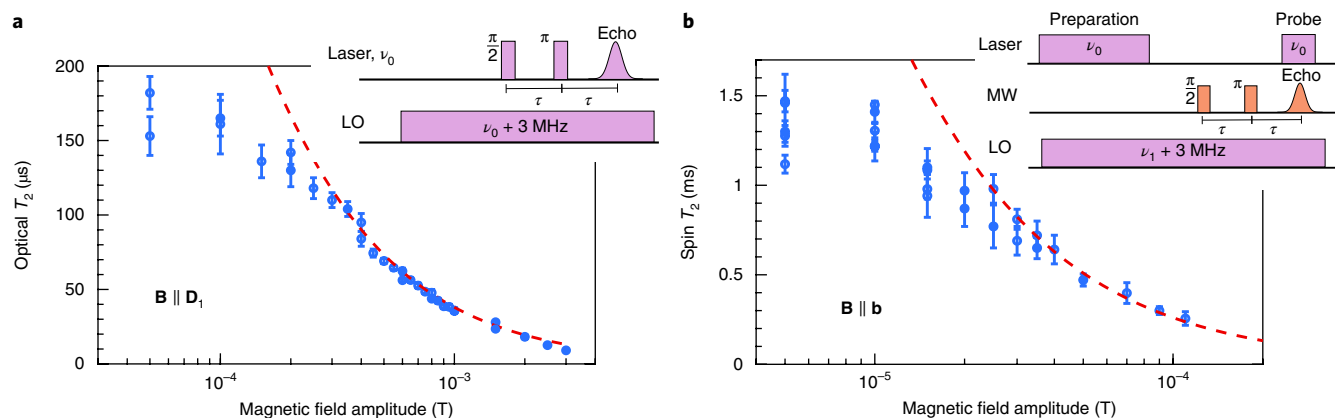 a
Laser, ν₀
π/2
π
Echo
τ
τ
LO
ν₀ + 3 MHz
200
150
100
50
0
Optical T₂ (μs)
B ∥ D₁
10⁻⁴
10⁻³
Magnetic field amplitude (T)
b
Preparation
Probe
Laser
ν₀
ν₀
MW
π/2
π
Echo
τ
τ
LO
ν₁ + 3 MHz
1.5
1
0.5
0
Spin T₂ (ms)
B ∥ b
10⁻⁵
10⁻⁴
Magnetic field amplitude (T)